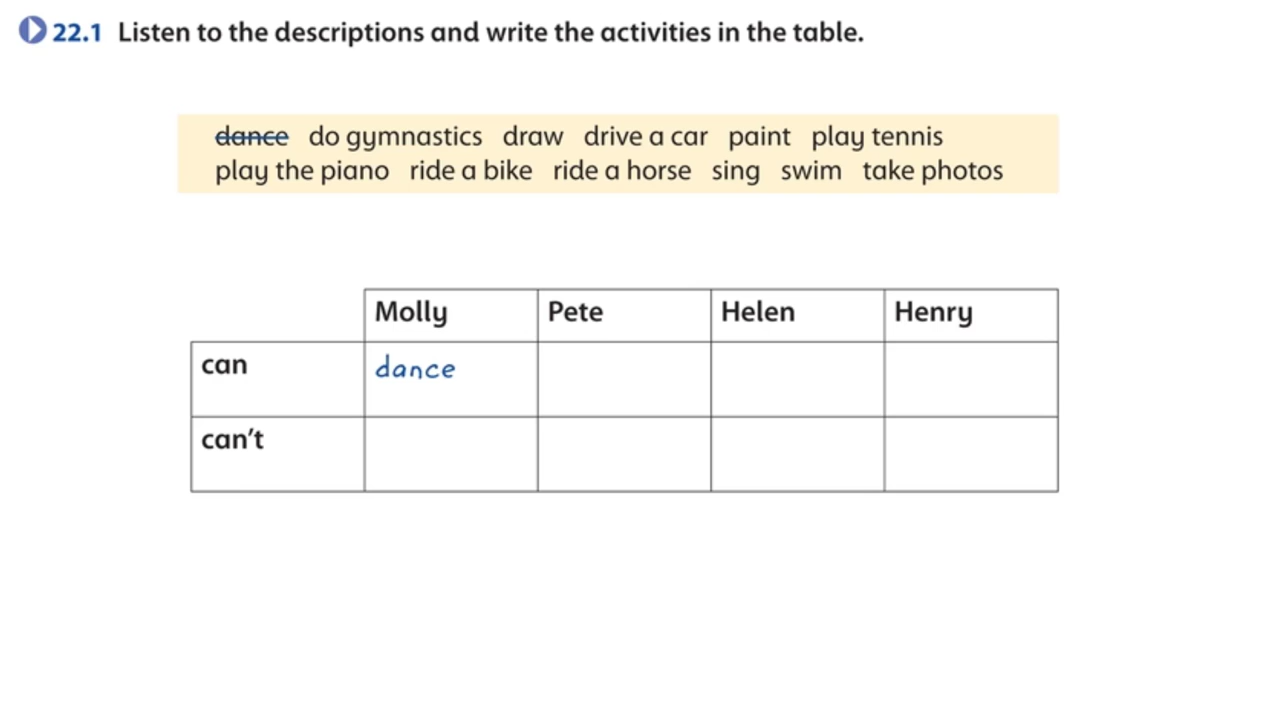 22.1 Listen to the descriptions and write the activities in the table.
dance do gymnastics draw drive a car paint play tennis
play the piano ride a bike ride a horse sing swim take photos
Molly Pete Helen Henry
can dance
can't